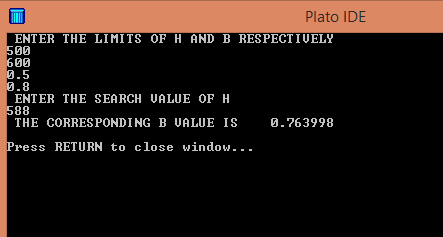 Plato IDE
ENTER THE LIMITS OF H AND B RESPECTIVELY
500
600
0.5
0.8
ENTER THE SEARCH VALUE OF H
588
THE CORRESPONDING B VALUE IS    0.763998
Press RETURN to close window...